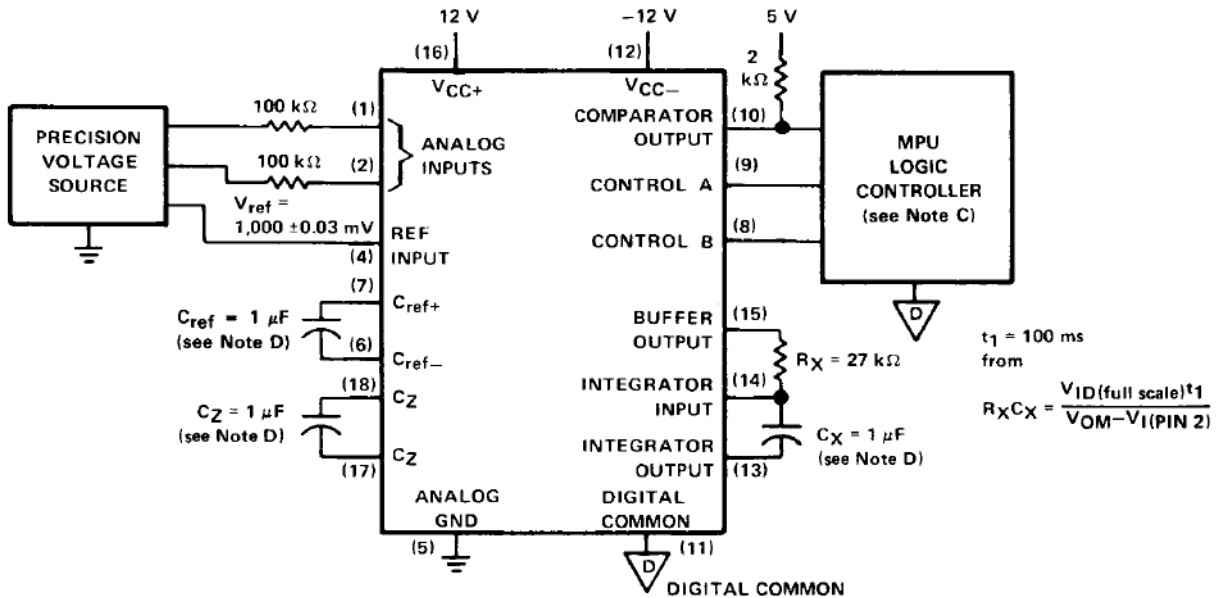 12 V
−12 V
5 V
(16)
(12)
2
kΩ
VCC+
VCC−
100 kΩ
(1)
COMPARATOR
OUTPUT
(10)
PRECISION
VOLTAGE
SOURCE
ANALOG
INPUTS
100 kΩ
(2)
CONTROL A
(9)
MPU
LOGIC
CONTROLLER
(see Note C)
Vref =
1,000 ±0.03 mV
REF
INPUT
(4)
CONTROL B
(8)
D
(7)
Cref+
Cref = 1 μF
(see Note D)
(6)
Cref−
BUFFER
OUTPUT
(15)
RX = 27 kΩ
t1 = 100 ms
from
RXCX = VID(full scale)t1
VOM−VI(PIN 2)
(18)
CZ
CZ = 1 μF
(see Note D)
CZ
(17)
INTEGRATOR
INPUT
(14)
CX = 1 μF
(see Note D)
INTEGRATOR
OUTPUT
(13)
ANALOG
GND
DIGITAL
COMMON
(5)
(11)
D
DIGITAL COMMON